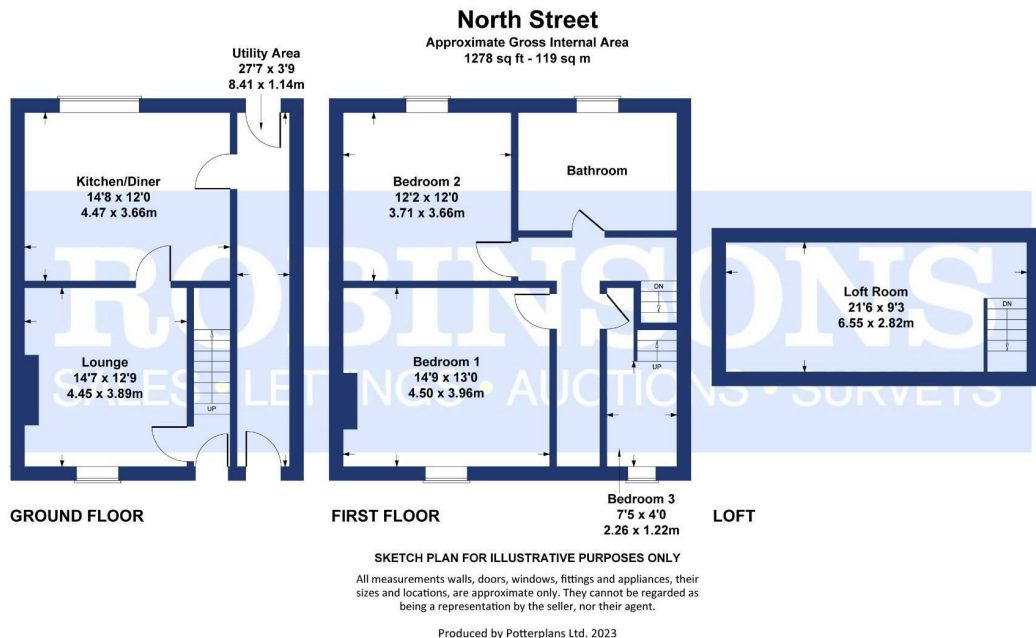 North Street
Approximate Gross Internal Area
1278 sq ft - 119 sq m
Utility Area
27'7 x 3'9
8.41 x 1.14m
Kitchen/Diner
14'8 x 12'0
4.47 x 3.66m
Lounge
14'7 x 12'9
4.45 x 3.89m
UP
GROUND FLOOR
Bedroom 2
12'2 x 12'0
3.71 x 3.66m
Bathroom
Bedroom 1
14'9 x 13'0
4.50 x 3.96m
DN
UP
Bedroom 3
7'5 x 4'0
2.26 x 1.22m
FIRST FLOOR
Loft Room
21'6 x 9'3
6.55 x 2.82m
DN
LOFT
ROBINSONS
SALES • LETTINGS • AUCTIONS • SURVEYS
SKETCH PLAN FOR ILLUSTRATIVE PURPOSES ONLY
All measurements walls, doors, windows, fittings and appliances, their
sizes and locations, are approximate only. They cannot be regarded as
being a representation by the seller, nor their agent.
Produced by Potterplans Ltd. 2023